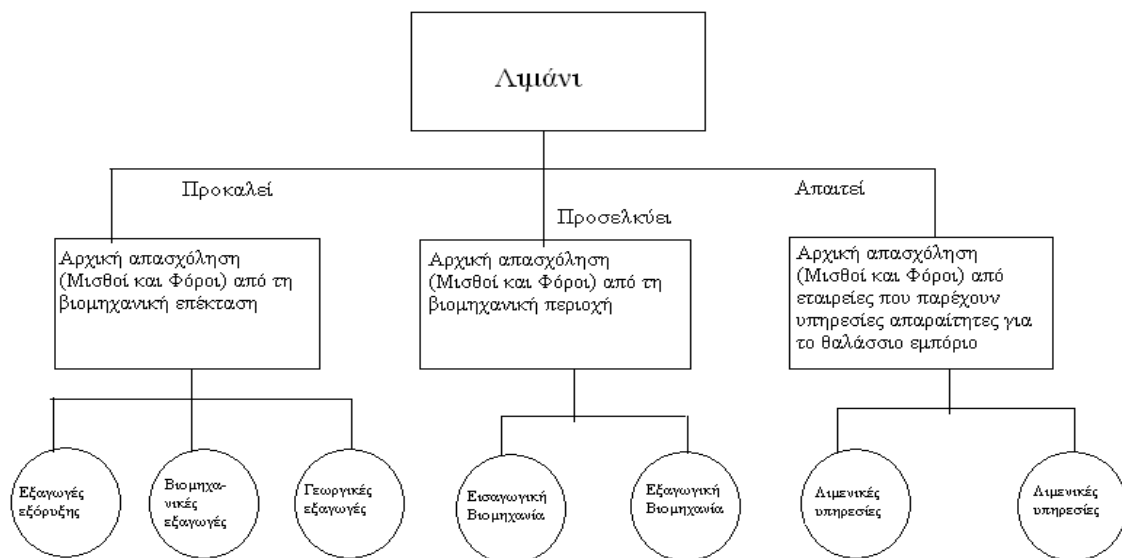 Λιμάνι
Προκαλεί
Προσελκύει
Απαιτεί
Αρχική απασχόληση
(Μισθοί και Φόροι) από τη
βιομηχανική επέκταση
Αρχική απασχόληση
(Μισθοί και Φόροι) από τη
βιομηχανική περιοχή
Αρχική απασχόληση
(Μισθοί και Φόροι) από
εταιρείες που παρέχουν
υπηρεσίες απαραίτητες για
το θαλάσσιο εμπόριο
Εξαγωγές
εξόρυξης
Βιομηχα-
νικές
εξαγωγές
Γεωργικές
εξαγωγές
Εισαγωγική
Βιομηχανία
Εξαγωγική
Βιομηχανία
Λιμενικές
υπηρεσίες
Λιμενικές
υπηρεσίες